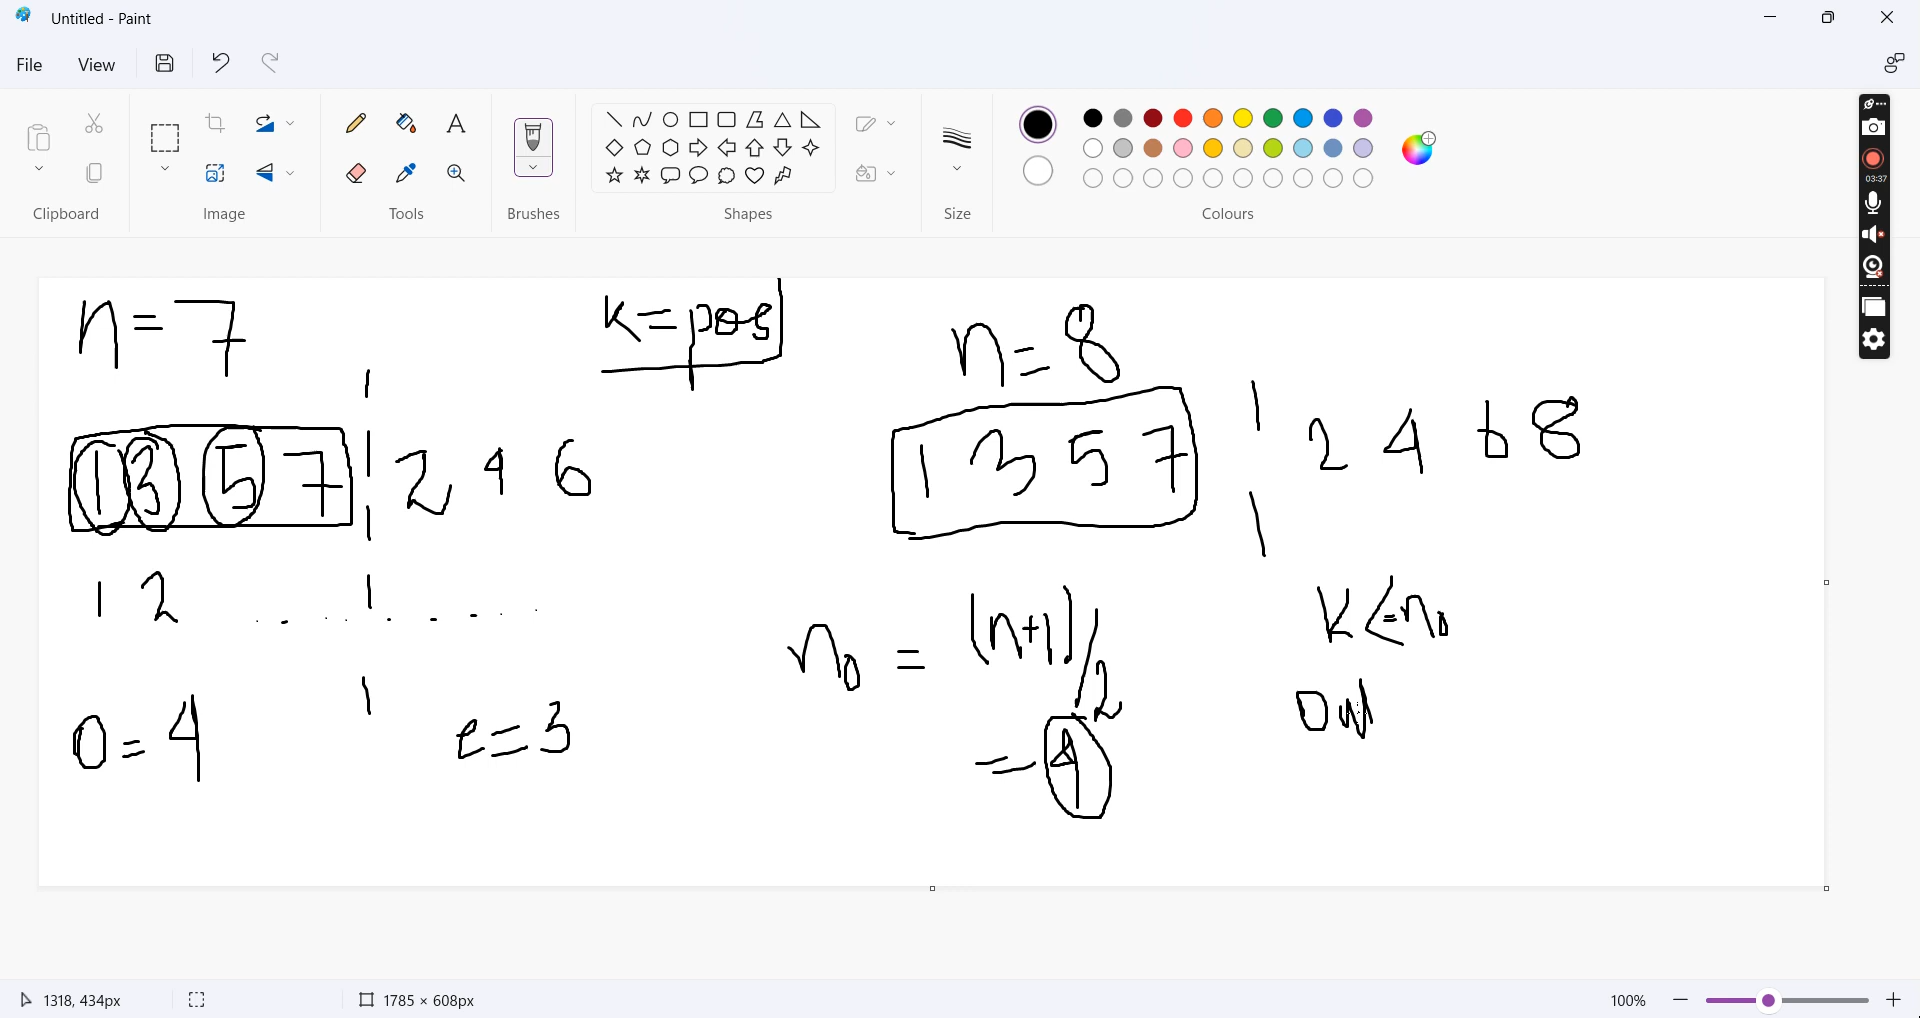 Untitled - Paint
File View
Clipboard
Image
Tools
Brushes
Shapes
Size
Colours
03:37
n = 7
k = pos
n = 8
1 3 5 7 2 4 6
1 3 5 7 2 4 6 8
1 2 . . . . . . . .
n0 = (n+1)/2
k <= n0
= 4
o = 4
e = 3
1318, 434px
1785 × 608px
100%